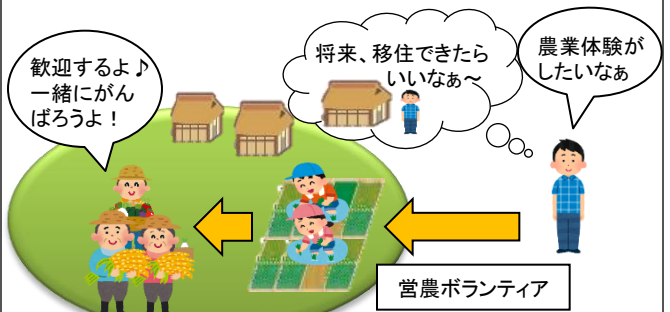 歓迎するよ♪
一緒にがん
ばろうよ！
将来、移住できたら
いいなぁ～
農業体験が
したいなぁ
営農ボランティア